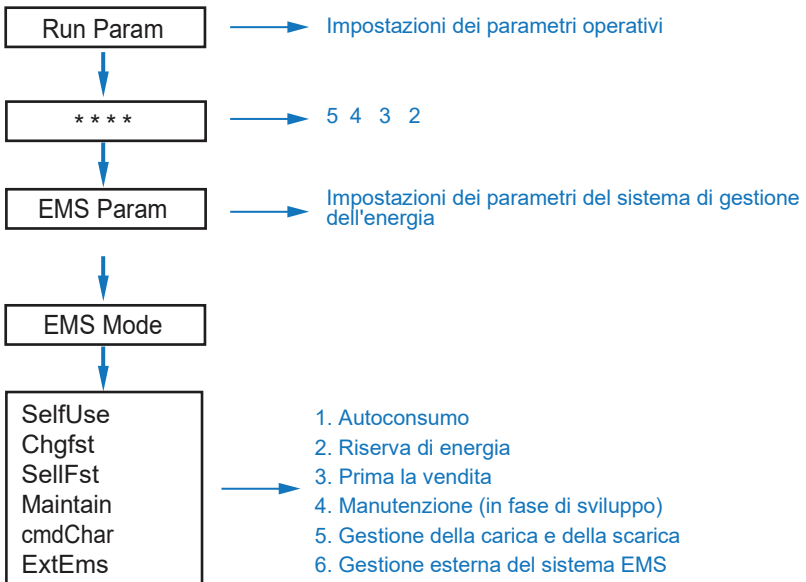 Run Param
Impostazioni dei parametri operativi
* * * *
5 4 3 2
EMS Param
Impostazioni dei parametri del sistema di gestione
dell'energia
EMS Mode
SelfUse
Chgfst
SellFst
Maintain
cmdChar
ExtEms
1. Autoconsumo
2. Riserva di energia
3. Prima la vendita
4. Manutenzione (in fase di sviluppo)
5. Gestione della carica e della scarica
6. Gestione esterna del sistema EMS